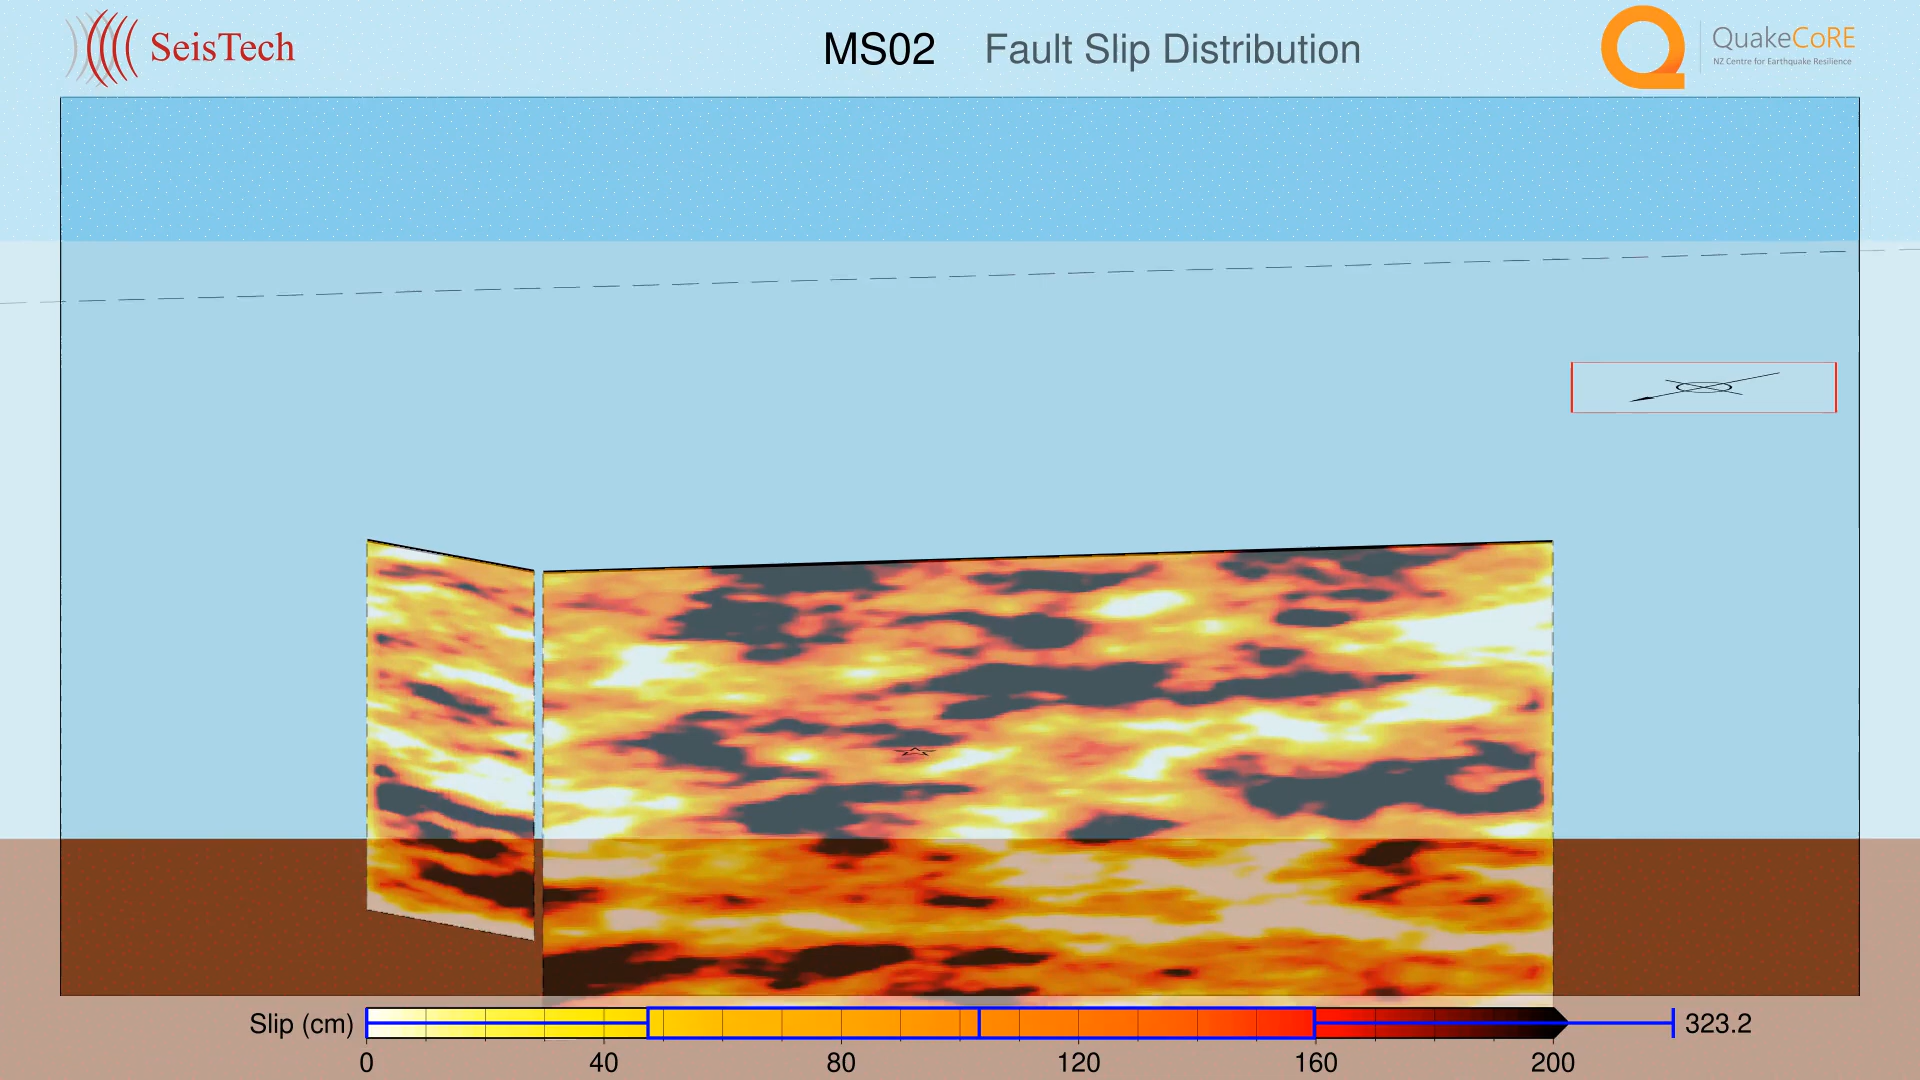 SeisTech
MS02 Fault Slip Distribution
QuakeCoRE
NZ Centre for Earthquake Resilience
Slip (cm)
323.2
0 40 80 120 160 200